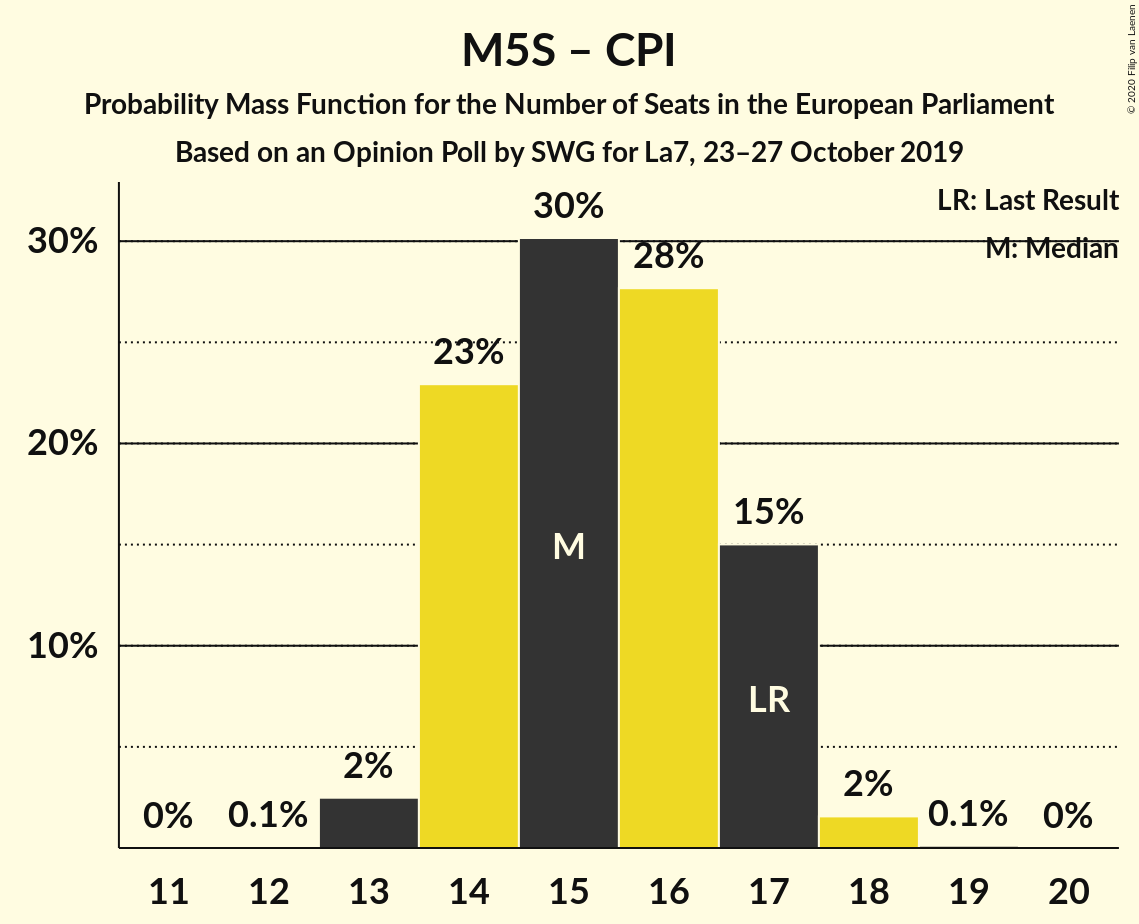 M5S – CPI
Probability Mass Function for the Number of Seats in the European Parliament
Based on an Opinion Poll by SWG for La7, 23–27 October 2019
© 2020 Filip van Laenen
LR: Last Result
M: Median
30%
20%
10%
0%
0.1%
2%
23%
30%
28%
15%
2%
0.1%
0%
M
LR
11 12 13 14 15 16 17 18 19 20